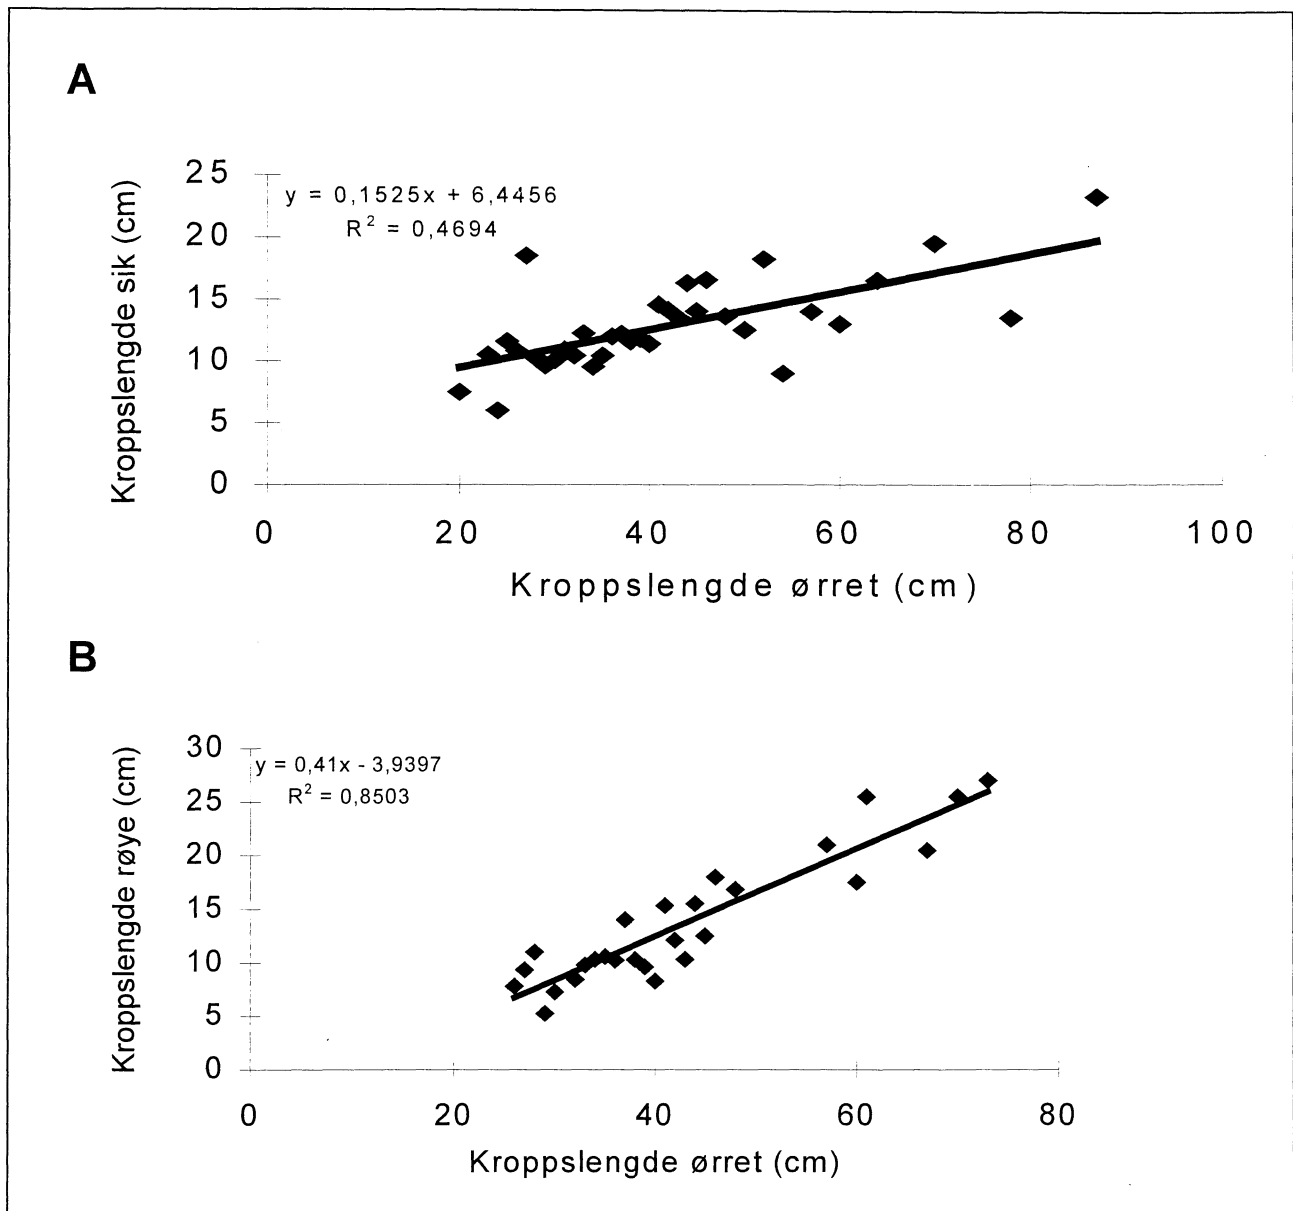 A
25
y = 0,1525x + 6,4456
R² = 0,4694
20
15
10
5
0
Kroppslengde sik (cm)
0 20 40 60 80 100
Kroppslengde ørret (cm)
B
30
y = 0,41x - 3,9397
R² = 0,8503
25
20
15
10
5
0
Kroppslengde røye (cm)
0 20 40 60 80
Kroppslengde ørret (cm)